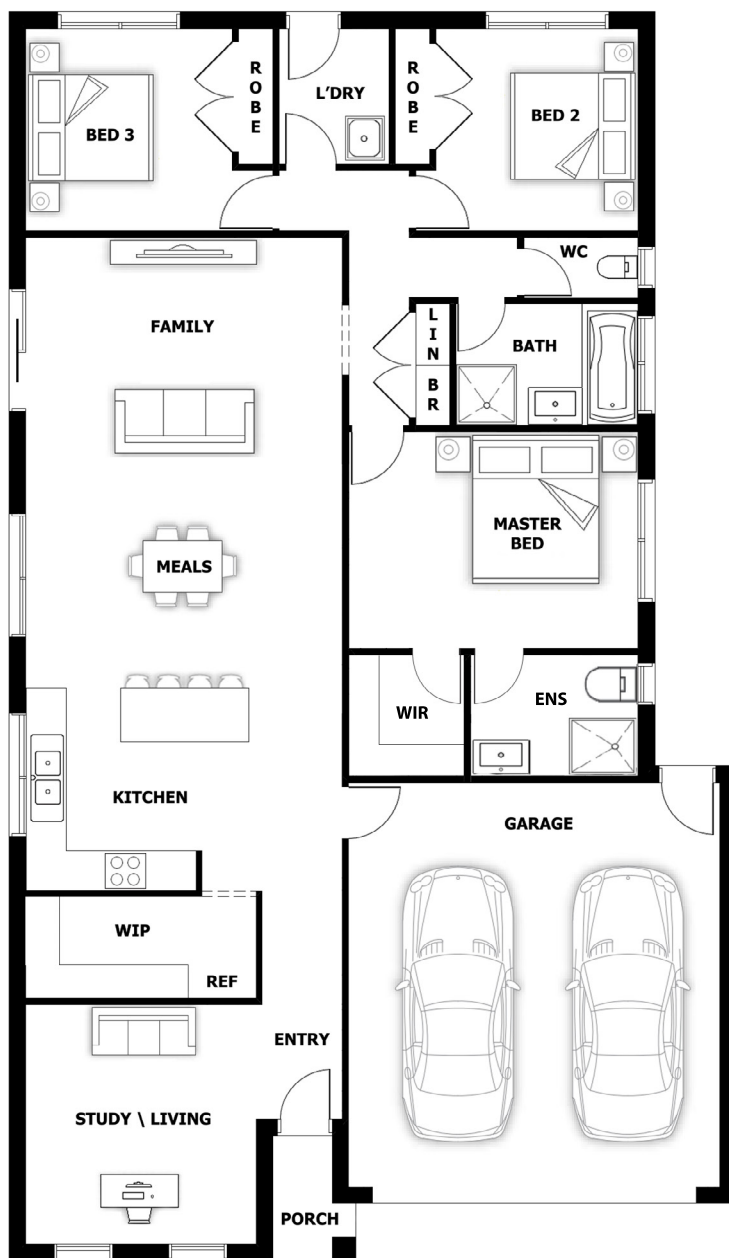 BED 3
ROBE
L'DRY
ROBE
BED 2
WC
FAMILY
LIN
BR
BATH
MASTER
BED
MEALS
WIR
ENS
KITCHEN
GARAGE
WIP
REF
ENTRY
STUDY \ LIVING
PORCH